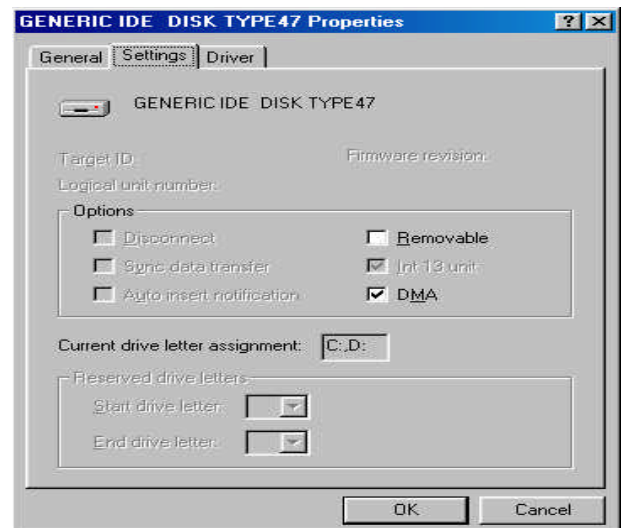 GENERIC IDE DISK TYPE47 Properties
General Settings Driver
GENERIC IDE DISK TYPE47
Target ID: Firmware revision:
Logical unit number:
Options
Disconnect Removable
Sync data transfer Int 13 unit
Auto insert notification DMA
Current drive letter assignment: C:,D:
Reserved drive letters
Start drive letter:
End drive letter:
OK Cancel